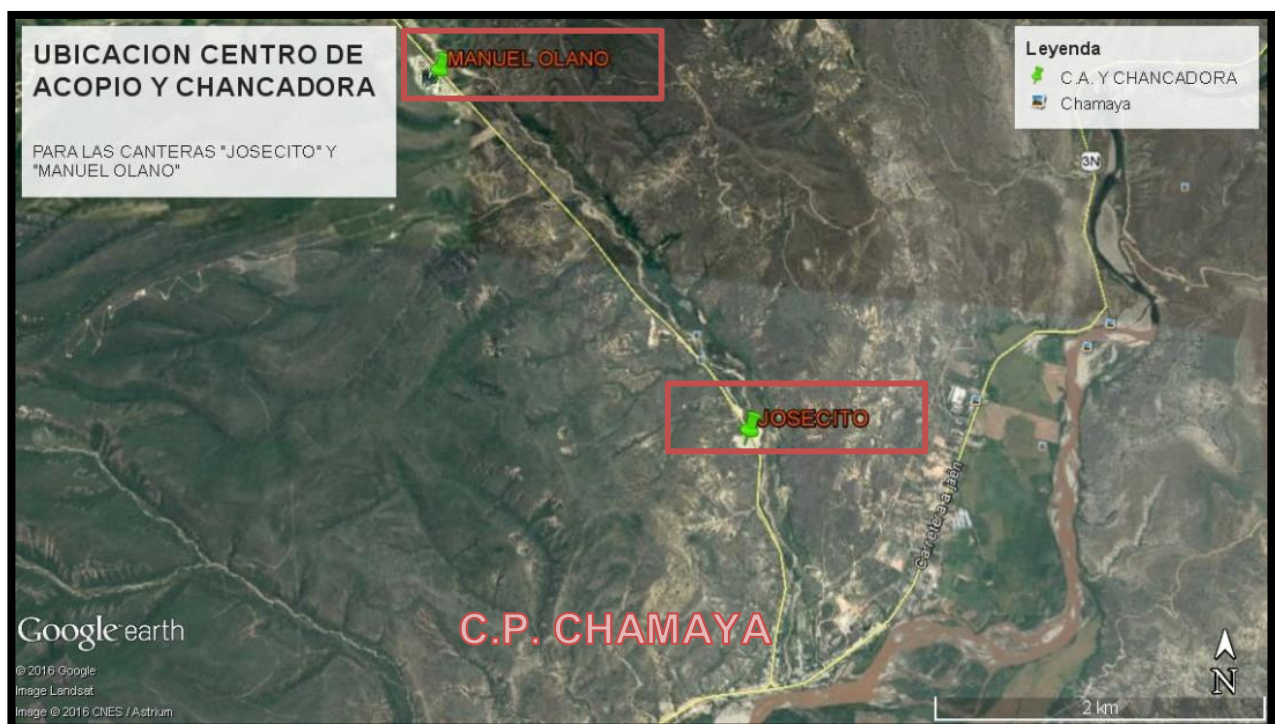 UBICACION CENTRO DE
ACOPIO Y CHANCADORA
PARA LAS CANTERAS "JOSECITO" Y
"MANUEL OLANO"
MANUEL OLANO
Leyenda
C.A. Y CHANCADORA
Chamaya
3N
JOSECITO
Carretera a Jaén
C.P. CHAMAYA
Google earth
© 2016 Google
Image Landsat
Image © 2016 CNES / Astrium
N
2 km